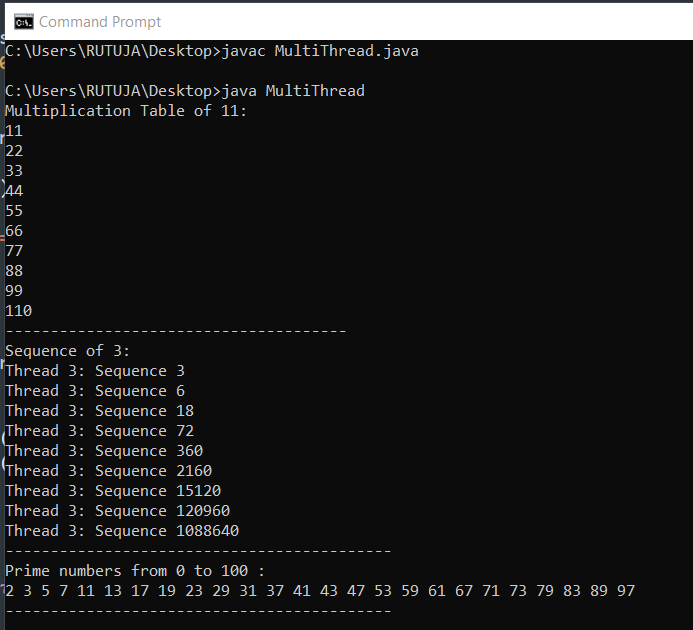 Command Prompt
C:\Users\RUTUJA\Desktop>javac MultiThread.java
C:\Users\RUTUJA\Desktop>java MultiThread
Multiplication Table of 11:
11
22
33
44
55
66
77
88
99
110
--------------------------------------
Sequence of 3:
Thread 3: Sequence 3
Thread 3: Sequence 6
Thread 3: Sequence 18
Thread 3: Sequence 72
Thread 3: Sequence 360
Thread 3: Sequence 2160
Thread 3: Sequence 15120
Thread 3: Sequence 120960
Thread 3: Sequence 1088640
-------------------------------------------
Prime numbers from 0 to 100 :
2 3 5 7 11 13 17 19 23 29 31 37 41 43 47 53 59 61 67 71 73 79 83 89 97
-------------------------------------------